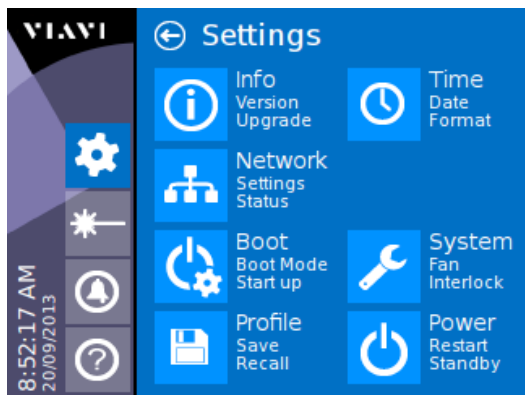 VIAVI
Settings
Info
Version
Upgrade
Time
Date
Format
Network
Settings
Status
Boot
Boot Mode
Start up
System
Fan
Interlock
Profile
Save
Recall
Power
Restart
Standby
8:52:17 AM
20/09/2013
?